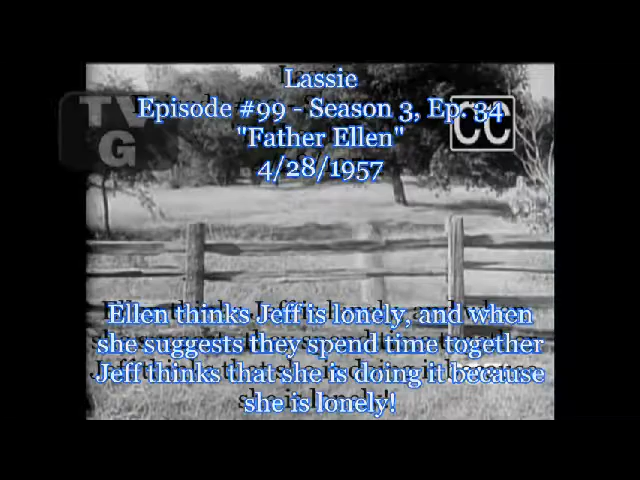 Lassie
Episode #99 - Season 3, Ep. 34
"Father Ellen"
4/28/1957
TV
G
CC
Ellen thinks Jeff is lonely, and when
she suggests they spend time together
Jeff thinks that she is doing it because
she is lonely!